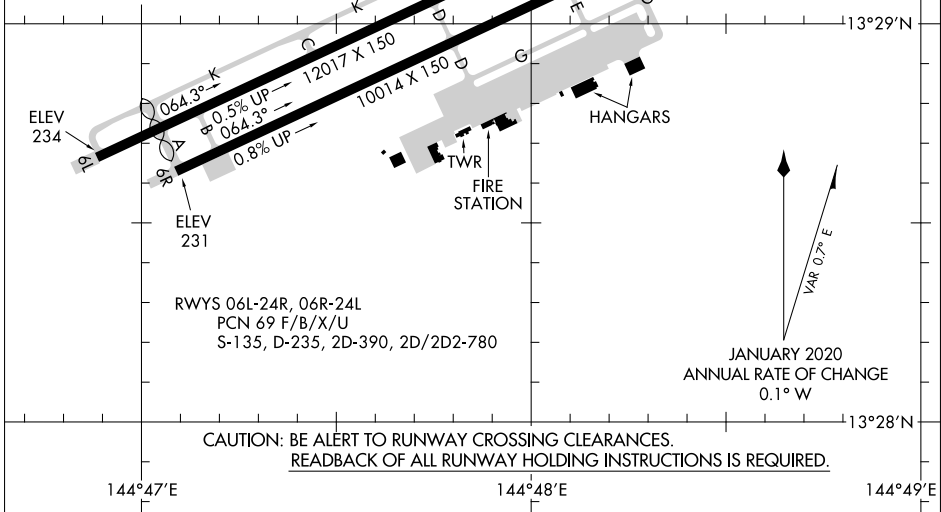 K
D
E
13°29'N
C
K
12017 X 150
D
G
064.3°
0.5% UP
10014 X 150
ELEV
234
B
064.3°
HANGARS
6L
A
0.8% UP
6R
TWR
FIRE
STATION
ELEV
231
VAR 0.7° E
RWYS 06L-24R, 06R-24L
PCN 69 F/B/X/U
S-135, D-235, 2D-390, 2D/2D2-780
JANUARY 2020
ANNUAL RATE OF CHANGE
0.1° W
13°28'N
CAUTION: BE ALERT TO RUNWAY CROSSING CLEARANCES.
READBACK OF ALL RUNWAY HOLDING INSTRUCTIONS IS REQUIRED.
144°47'E
144°48'E
144°49'E